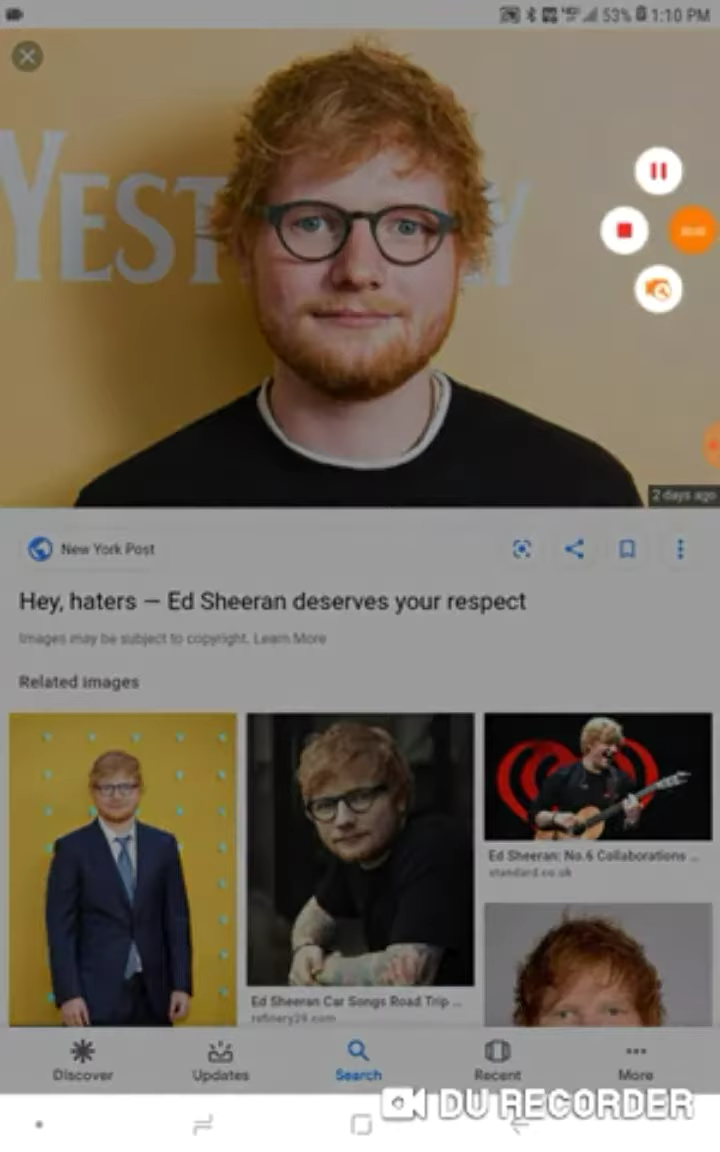 53% 1:10 PM
YEST Y
2 days ago
New York Post
Hey, haters — Ed Sheeran deserves your respect
Images may be subject to copyright. Learn More
Related images
Ed Sheeran: No.6 Collaborations ...
standard.co.uk
Ed Sheeran Car Songs Road Trip ...
refinery29.com
Discover Updates Search Recent More
DU RECORDER